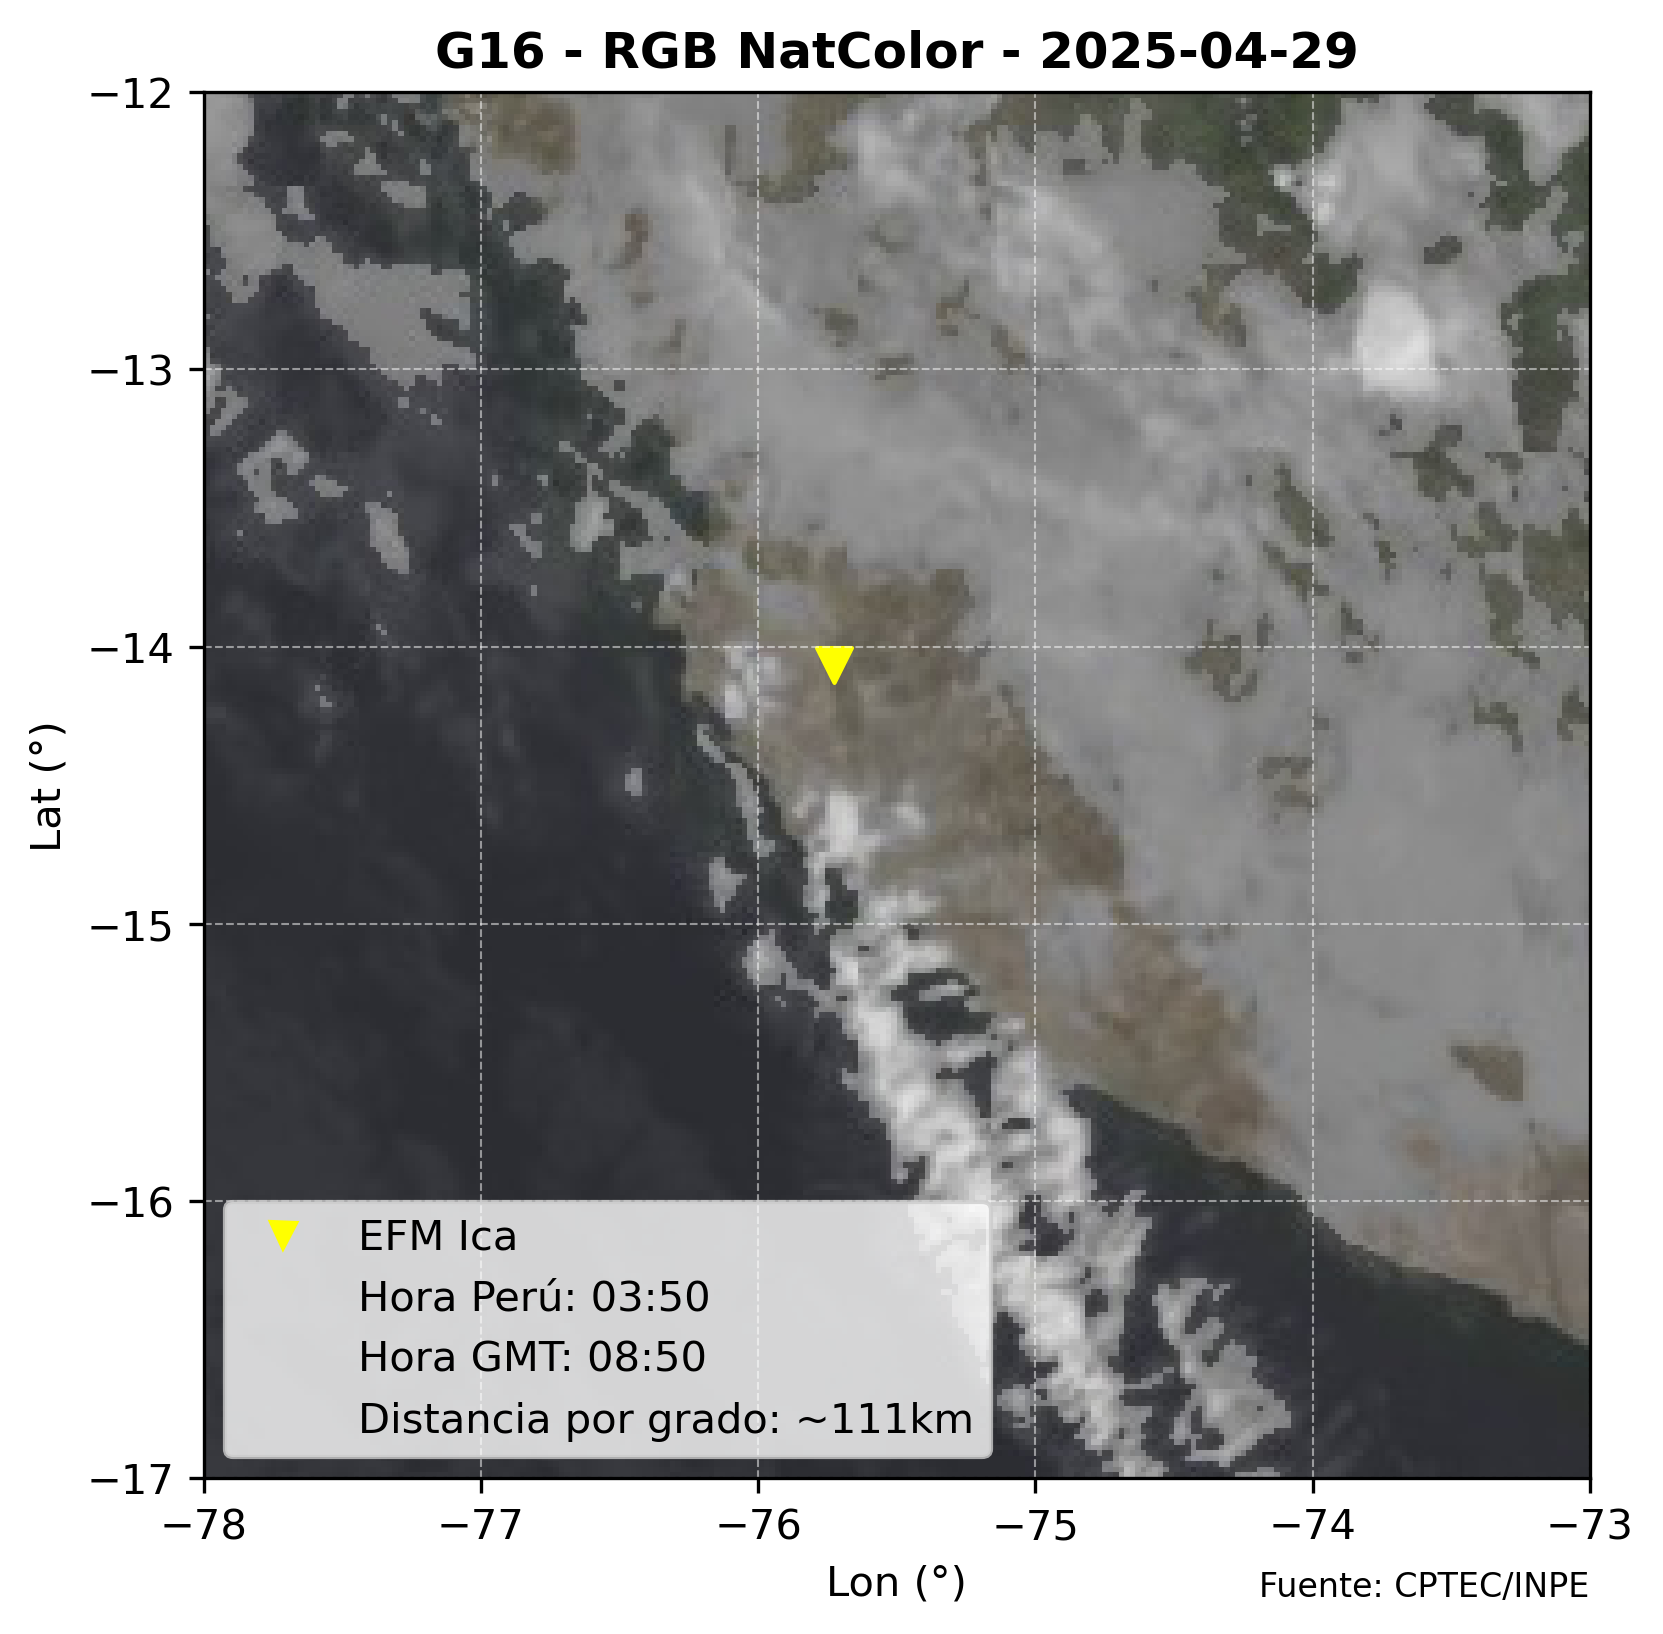 G16 - RGB NatColor - 2025-04-29
−12
−13
−14
−15
−16
−17
Lat (°)
EFM Ica
Hora Perú: 03:50
Hora GMT: 08:50
Distancia por grado: ~111km
−78 −77 −76 −75 −74 −73
Lon (°)
Fuente: CPTEC/INPE